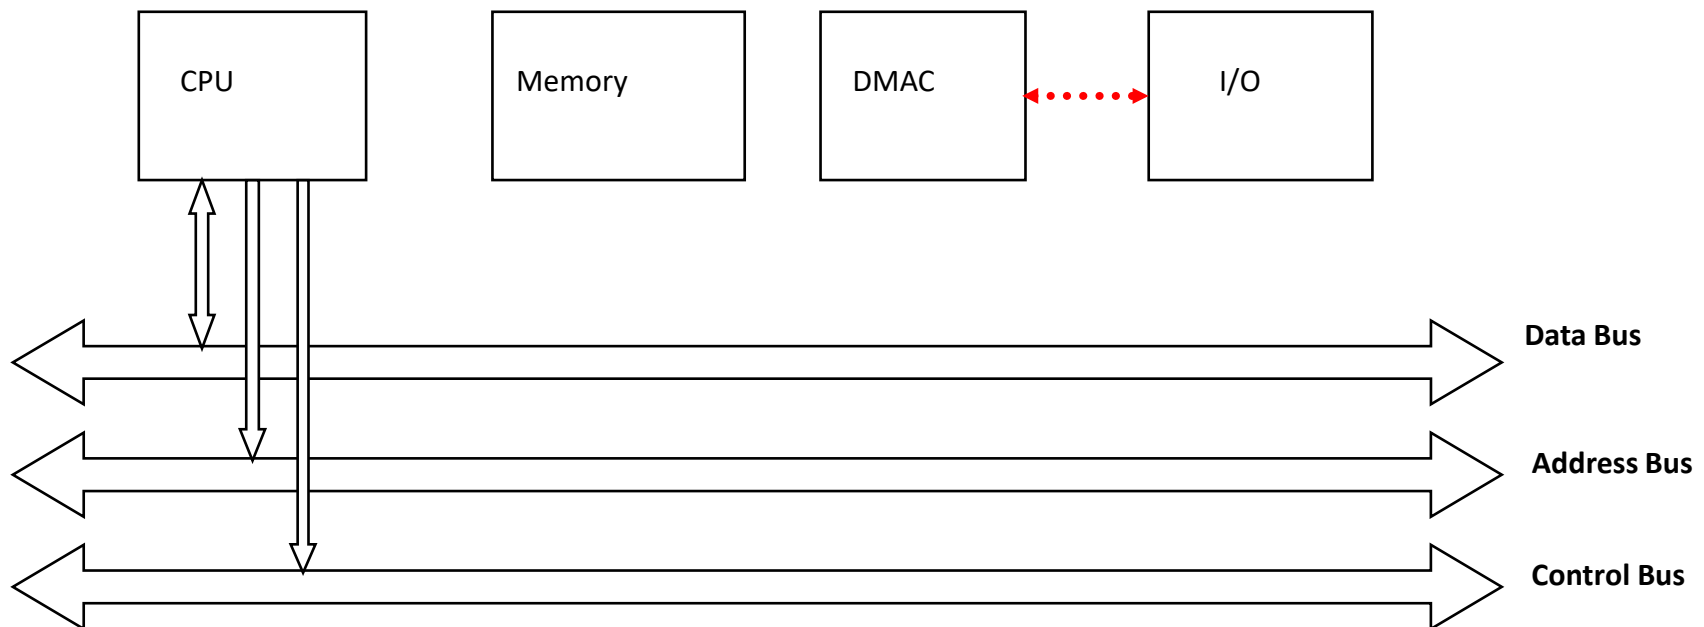 CPU
Memory
DMAC
I/O
Data Bus
Address Bus
Control Bus